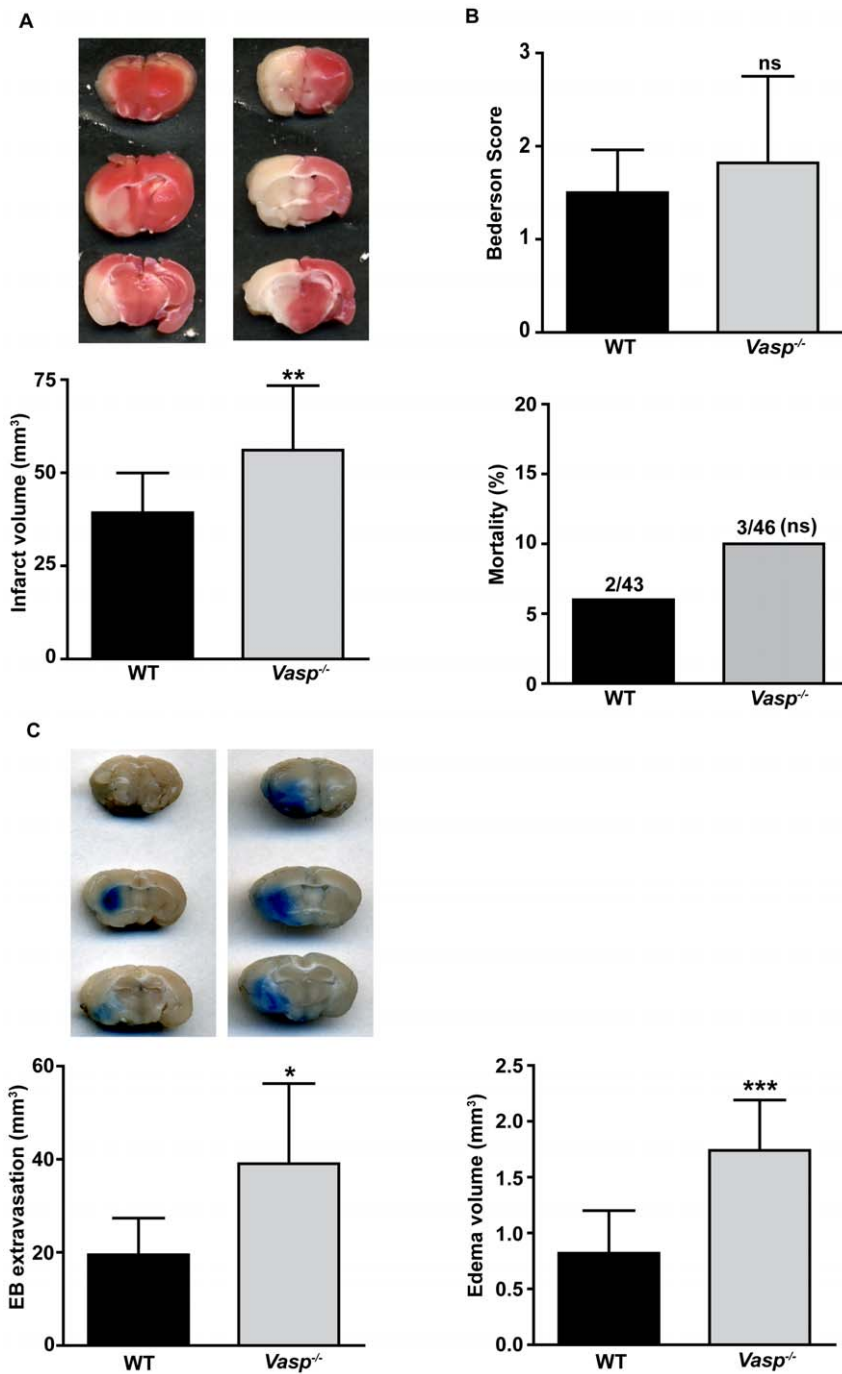 A
75
50
25
0
Infarct volume (mm³)
**
WT
Vasp⁻/⁻
B
3
2
1
0
Bederson Score
ns
WT
Vasp⁻/⁻
20
15
10
5
0
Mortality (%)
2/43
3/46 (ns)
WT
Vasp⁻/⁻
C
60
40
20
0
EB extravasation (mm³)
*
WT
Vasp⁻/⁻
2.5
2.0
1.5
1.0
0.5
0.0
Edema volume (mm³)
***
WT
Vasp⁻/⁻